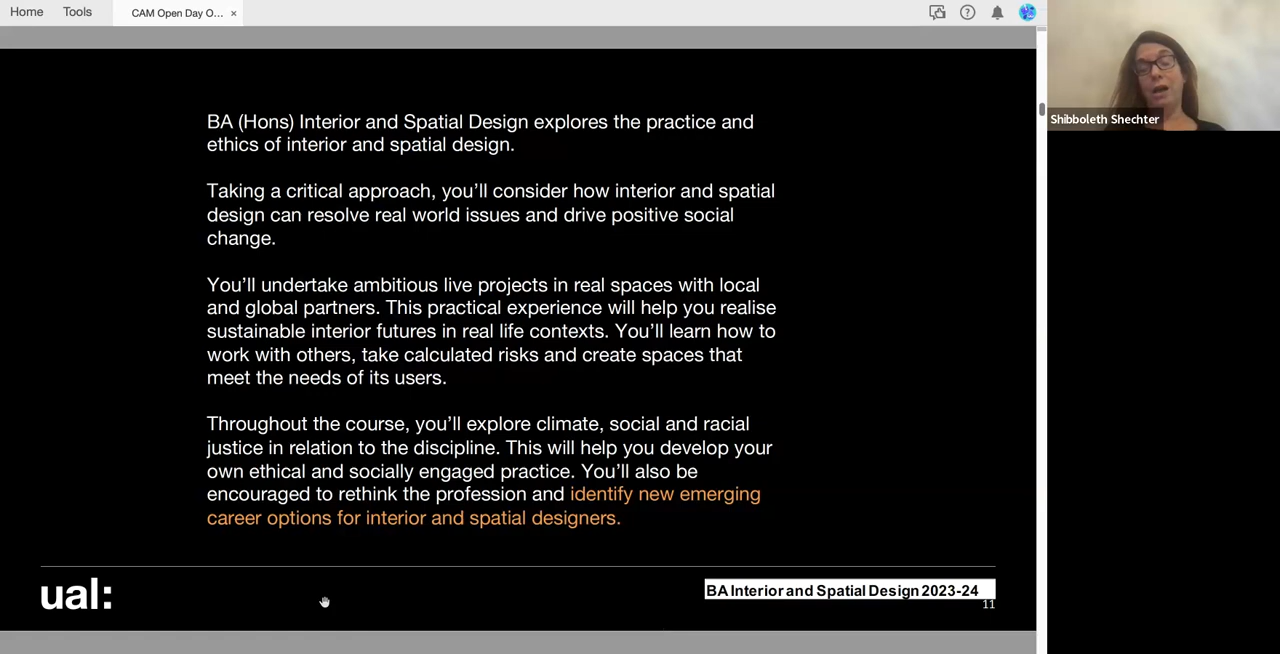 Home Tools CAM Open Day O... ×
BA (Hons) Interior and Spatial Design explores the practice and
ethics of interior and spatial design.
Taking a critical approach, you'll consider how interior and spatial
design can resolve real world issues and drive positive social
change.
You'll undertake ambitious live projects in real spaces with local
and global partners. This practical experience will help you realise
sustainable interior futures in real life contexts. You'll learn how to
work with others, take calculated risks and create spaces that
meet the needs of its users.
Throughout the course, you'll explore climate, social and racial
justice in relation to the discipline. This will help you develop your
own ethical and socially engaged practice. You'll also be
encouraged to rethink the profession and identify new emerging
career options for interior and spatial designers.
ual:
BA Interior and Spatial Design 2023-24
11
Shibboleth Shechter